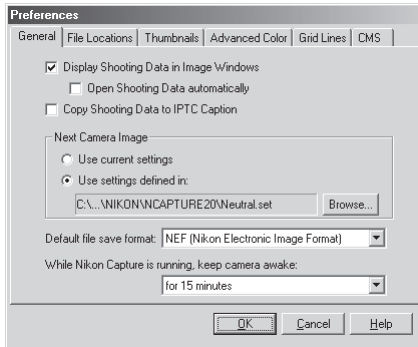 Preferences
General File Locations Thumbnails Advanced Color Grid Lines CMS
Display Shooting Data in Image Windows
Open Shooting Data automatically
Copy Shooting Data to IPTC Caption
Next Camera Image
Use current settings
Use settings defined in:
C:\...\NIKON\NCAPTURE20\Neutral.set Browse...
Default file save format: NEF (Nikon Electronic Image Format)
While Nikon Capture is running, keep camera awake:
for 15 minutes
OK Cancel Help